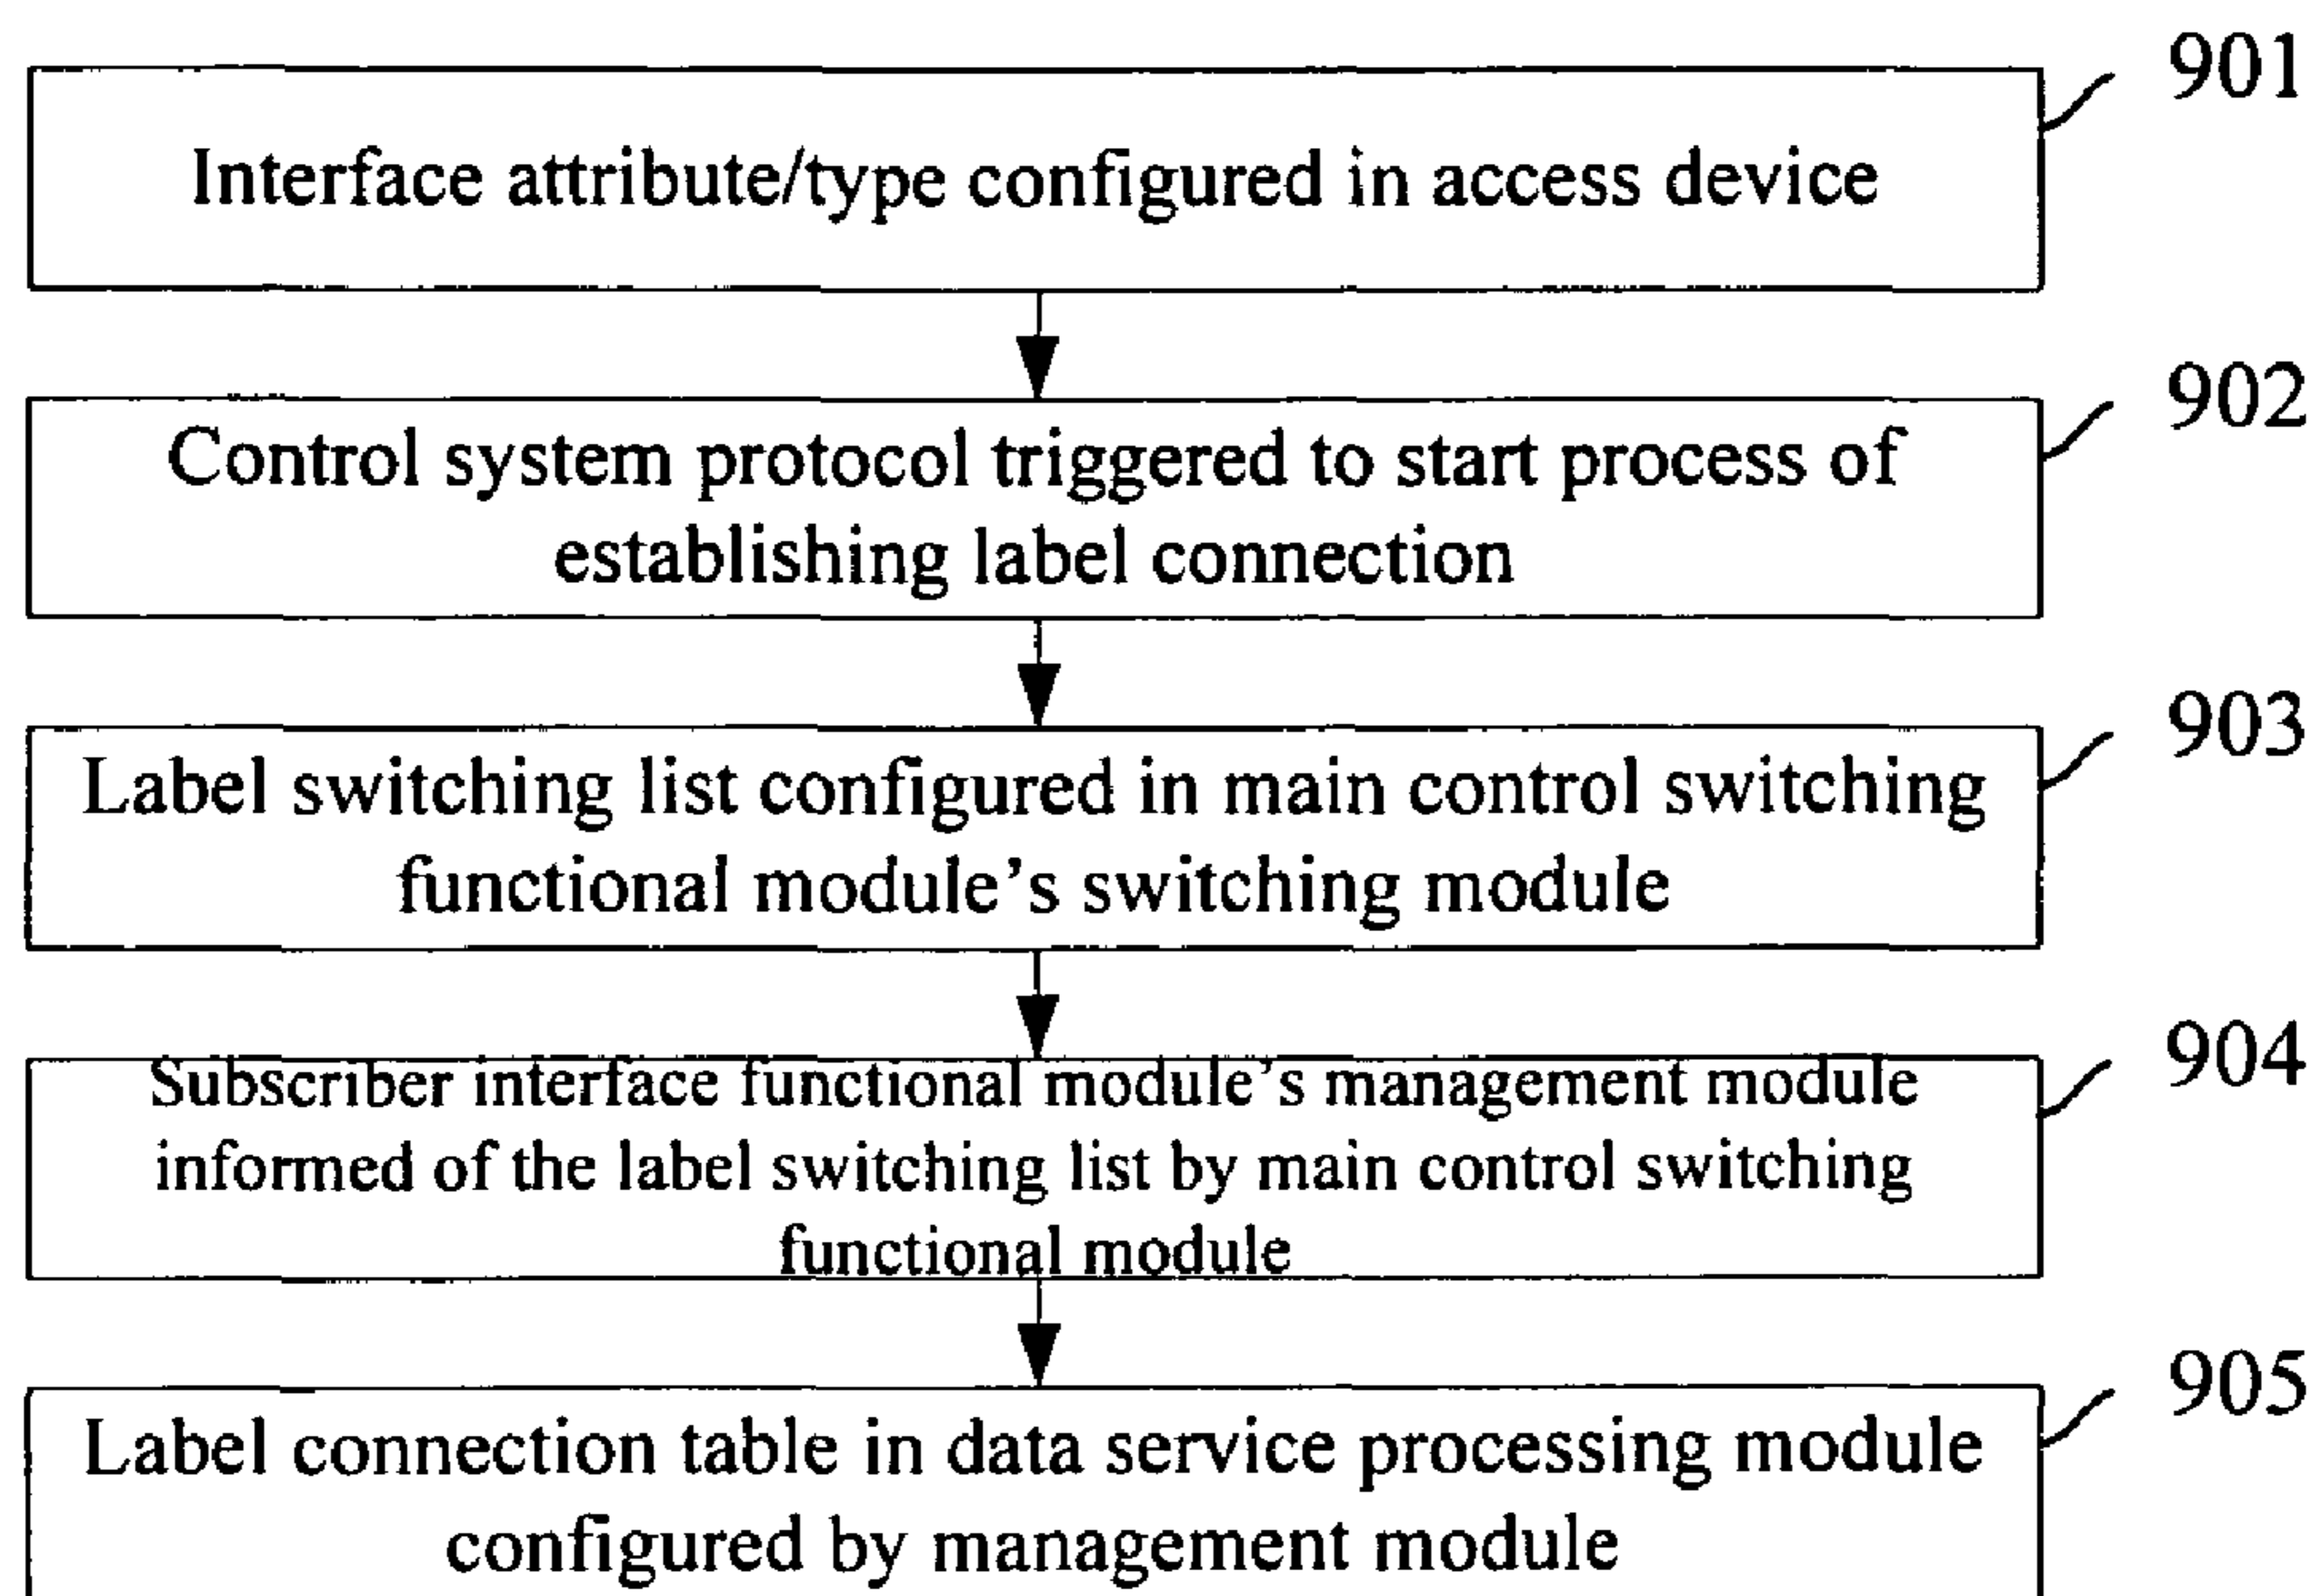 901
Interface attribute/type configured in access device
902
Control system protocol triggered to start process of
establishing label connection
903
Label switching list configured in main control switching
functional module’s switching module
904
Subscriber interface functional module’s management module
informed of the label switching list by main control switching
functional module
905
Label connection table in data service processing module
configured by management module